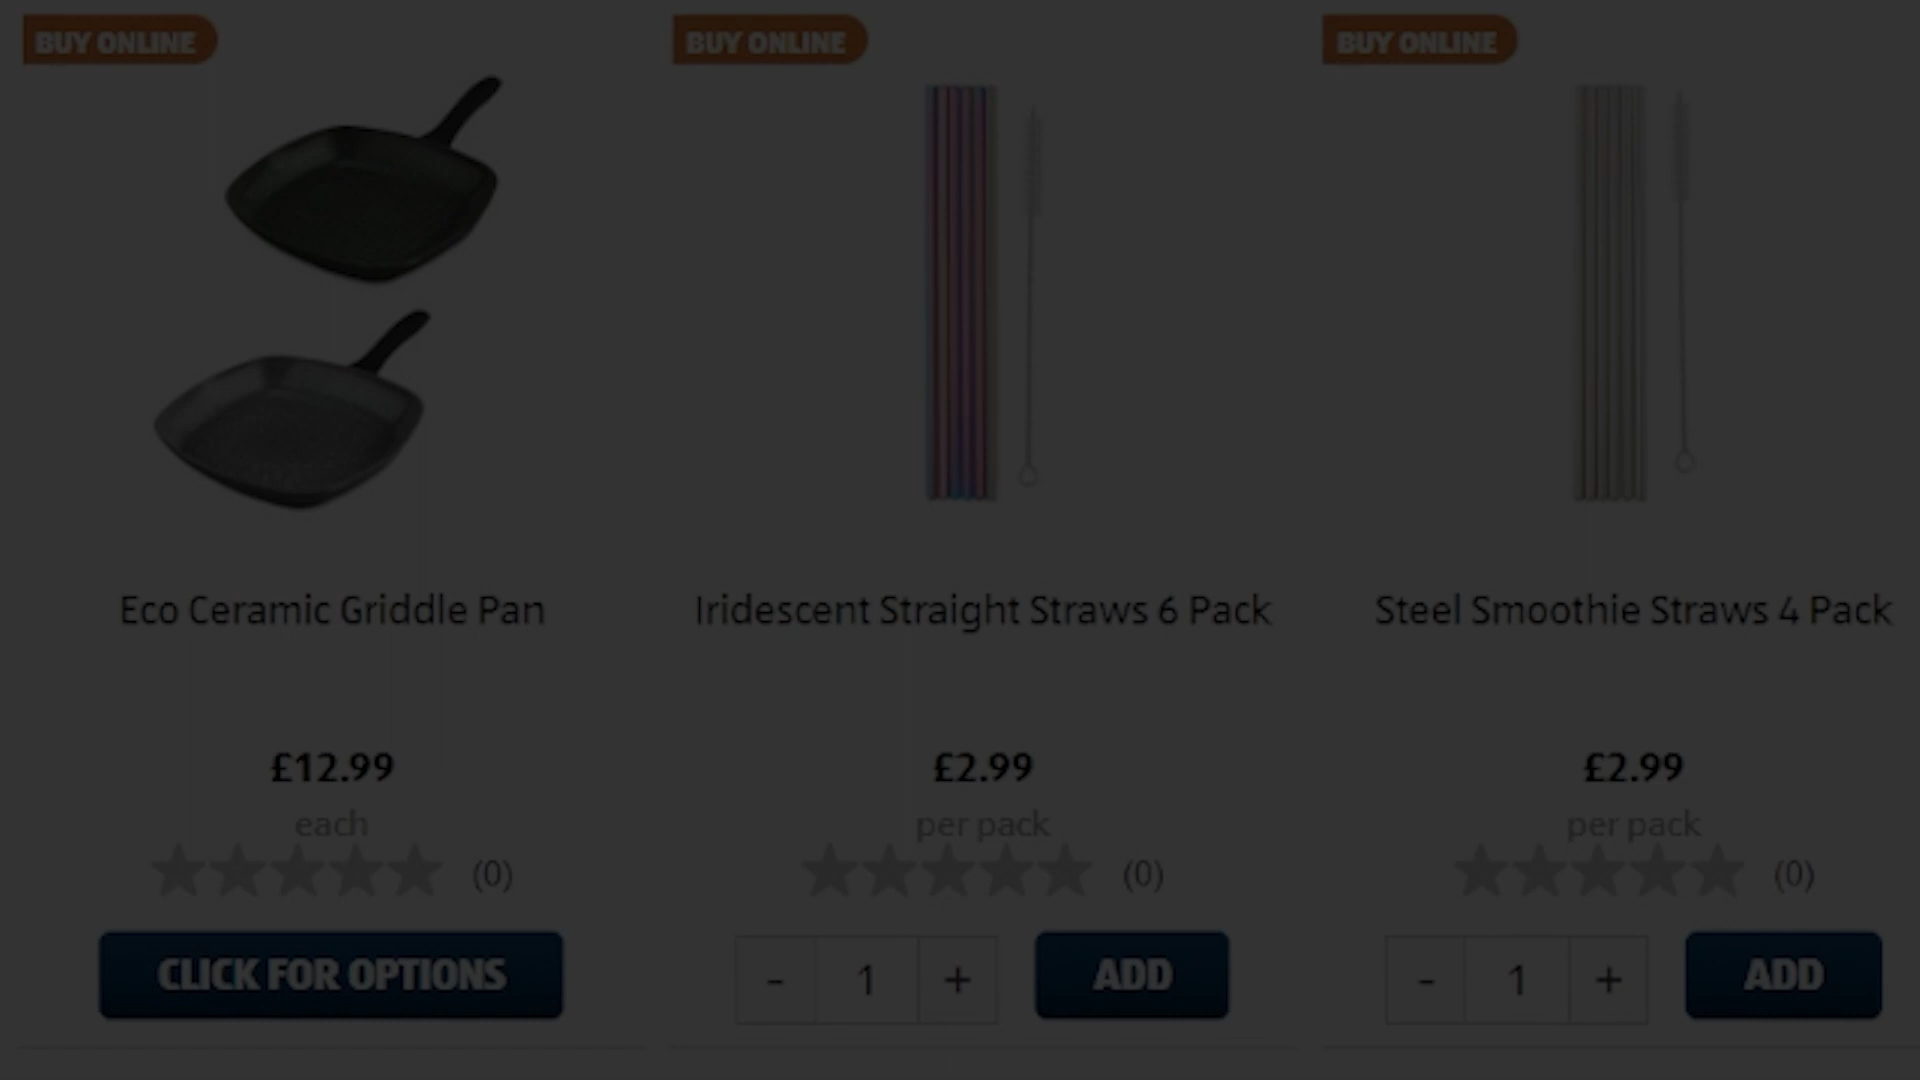 BUY ONLINE
BUY ONLINE
BUY ONLINE
Eco Ceramic Griddle Pan
Iridescent Straight Straws 6 Pack
Steel Smoothie Straws 4 Pack
£12.99
£2.99
£2.99
each
per pack
per pack
(0)
(0)
(0)
CLICK FOR OPTIONS
- 1 +
ADD
- 1 +
ADD